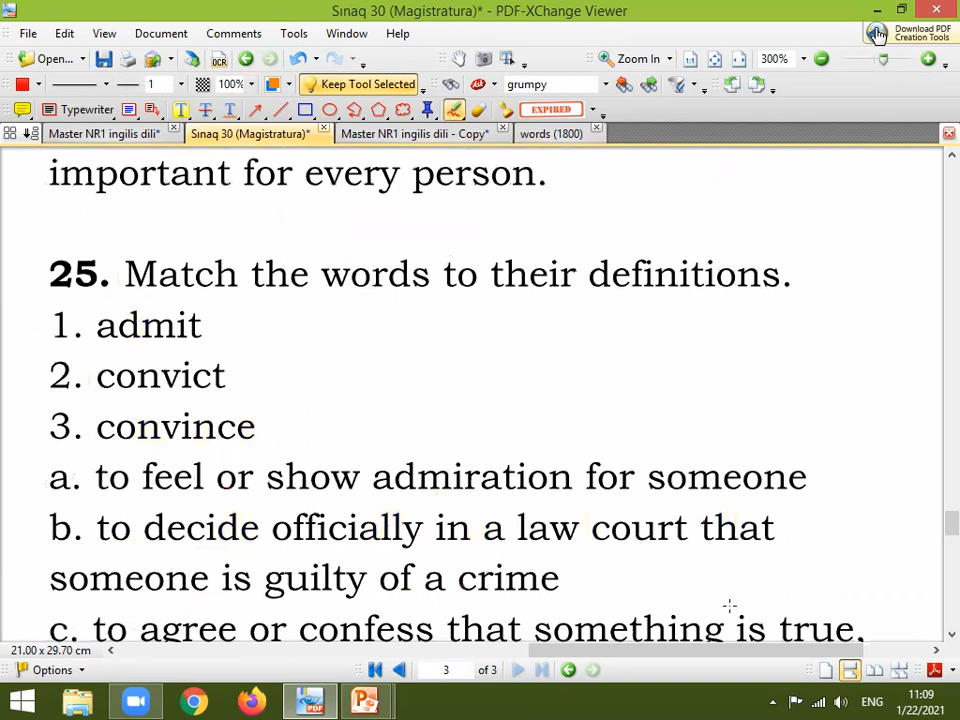 Sınaq 30 (Magistratura)* - PDF-XChange Viewer
File Edit View Document Comments Tools Window Help
Download PDF
Creation Tools
Open... OCR Zoom In 300%
1 100% Keep Tool Selected grumpy
Typewriter EXPIRED
Master NR1 ingilis dili* Sınaq 30 (Magistratura)* Master NR1 ingilis dili - Copy* words (1800)
important for every person.
25. Match the words to their definitions.
1. admit
2. convict
3. convince
a. to feel or show admiration for someone
b. to decide officially in a law court that
someone is guilty of a crime
c. to agree or confess that something is true,
21.00 x 29.70 cm
Options 3 of 3
ENG
11:09
1/22/2021